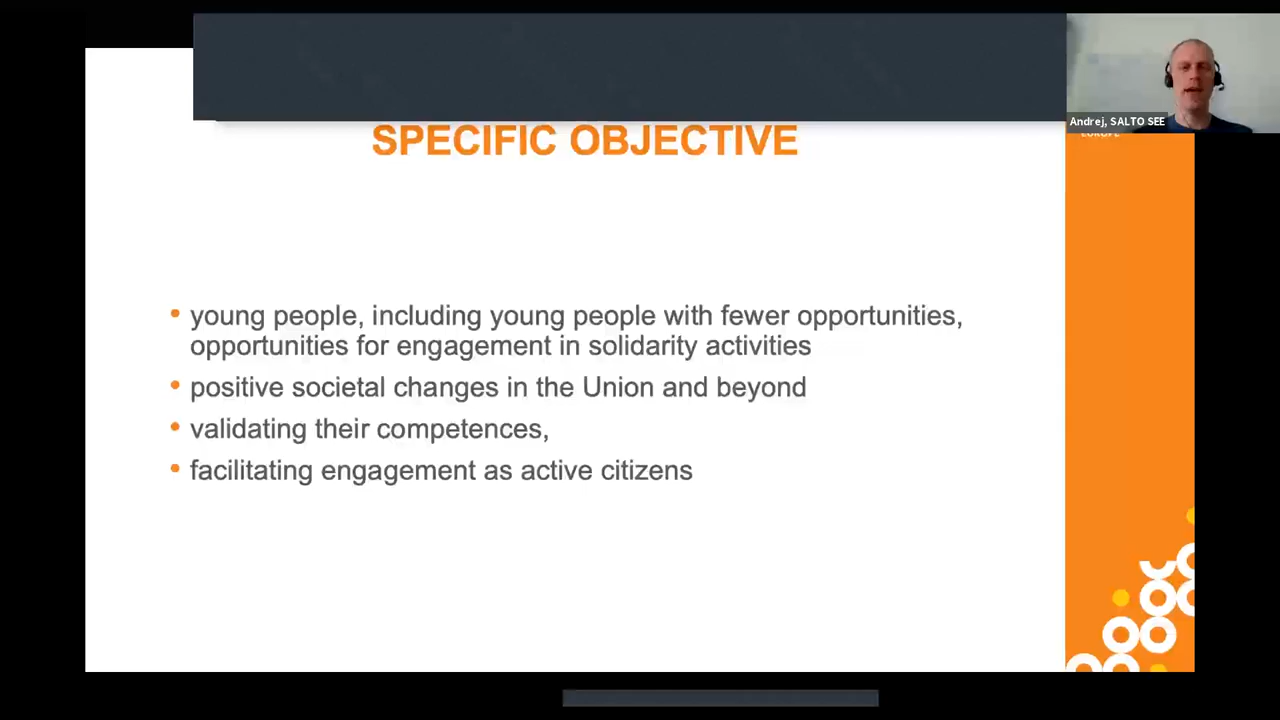 Andrej, SALTO SEE
EUROPE
SPECIFIC OBJECTIVE
• young people, including young people with fewer opportunities,
opportunities for engagement in solidarity activities
• positive societal changes in the Union and beyond
• validating their competences,
• facilitating engagement as active citizens